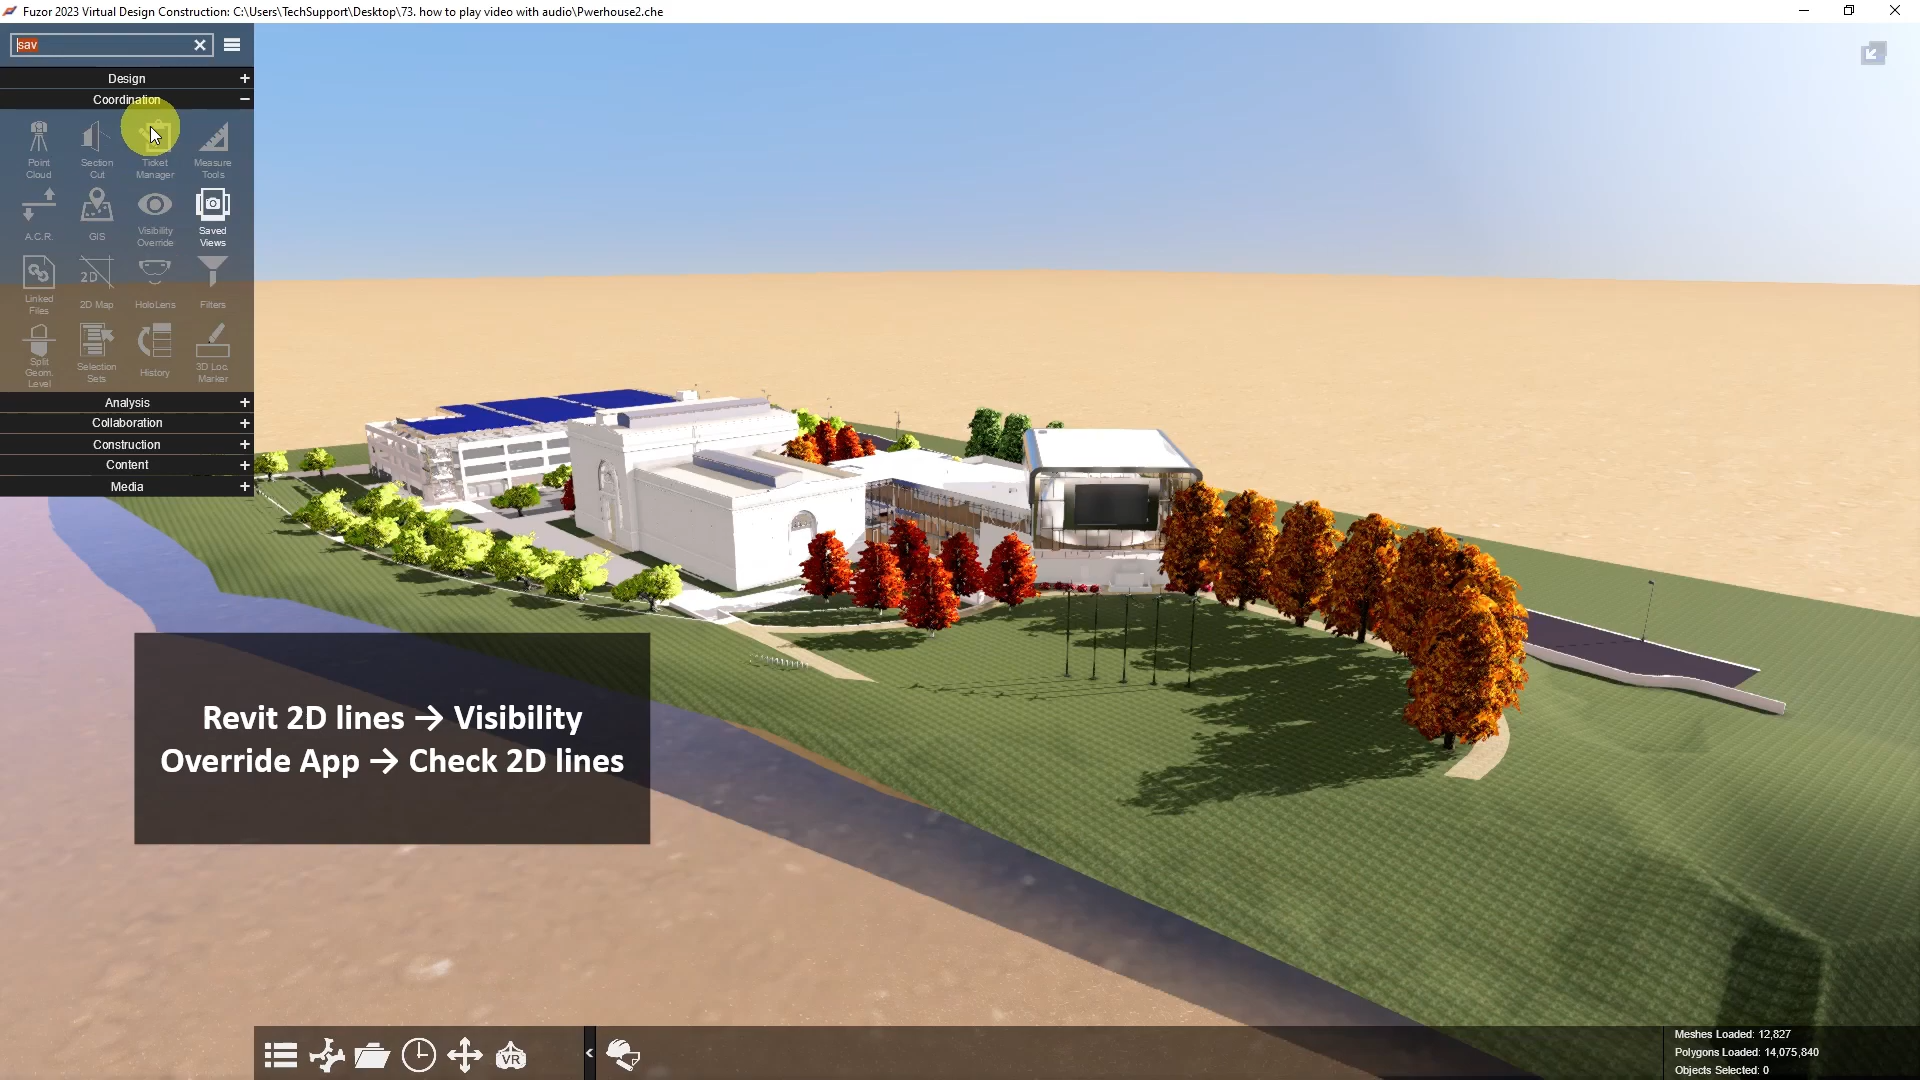 Fuzor 2023 Virtual Design Construction: C:\Users\TechSupport\Desktop\73. how to play video with audio\Pwerhouse2.che
sav
Design
Coordination
Point Cloud
Section Cut
Ticket Manager
Measure Tools
A.C.R.
GIS
Visibility Override
Saved Views
Linked Files
2D
2D Map
HoloLens
Filters
Split Geom. Level
Selection Sets
History
3D Loc. Marker
Analysis
Collaboration
Construction
Content
Media
Revit 2D lines → Visibility
Override App → Check 2D lines
VR
Meshes Loaded: 12,827
Polygons Loaded: 14,075,840
Objects Selected: 0